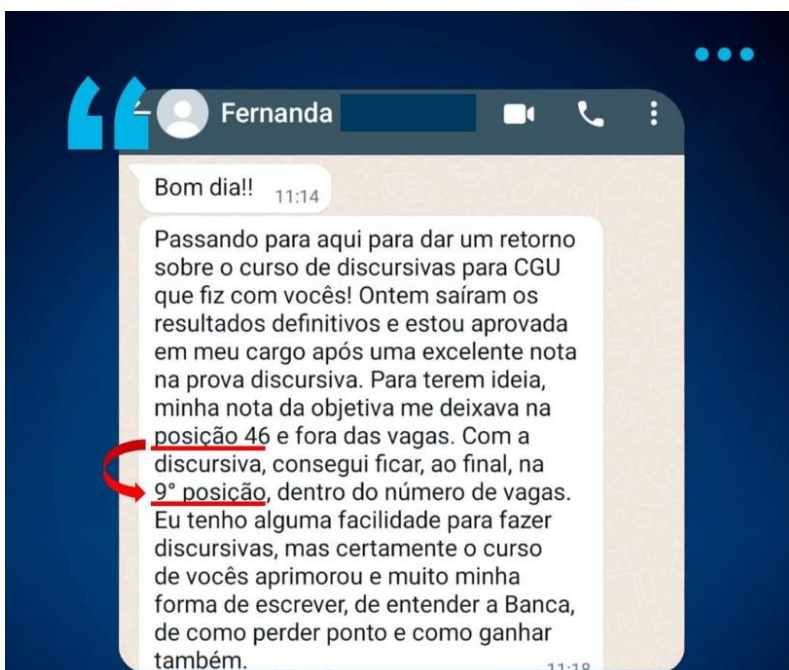 Fernanda
Bom dia!! 11:14
Passando para aqui para dar um retorno
sobre o curso de discursivas para CGU
que fiz com vocês! Ontem saíram os
resultados definitivos e estou aprovada
em meu cargo após uma excelente nota
na prova discursiva. Para terem ideia,
minha nota da objetiva me deixava na
posição 46 e fora das vagas. Com a
discursiva, consegui ficar, ao final, na
9° posição, dentro do número de vagas.
Eu tenho alguma facilidade para fazer
discursivas, mas certamente o curso
de vocês aprimorou e muito minha
forma de escrever, de entender a Banca,
de como perder ponto e como ganhar
também. 11:18